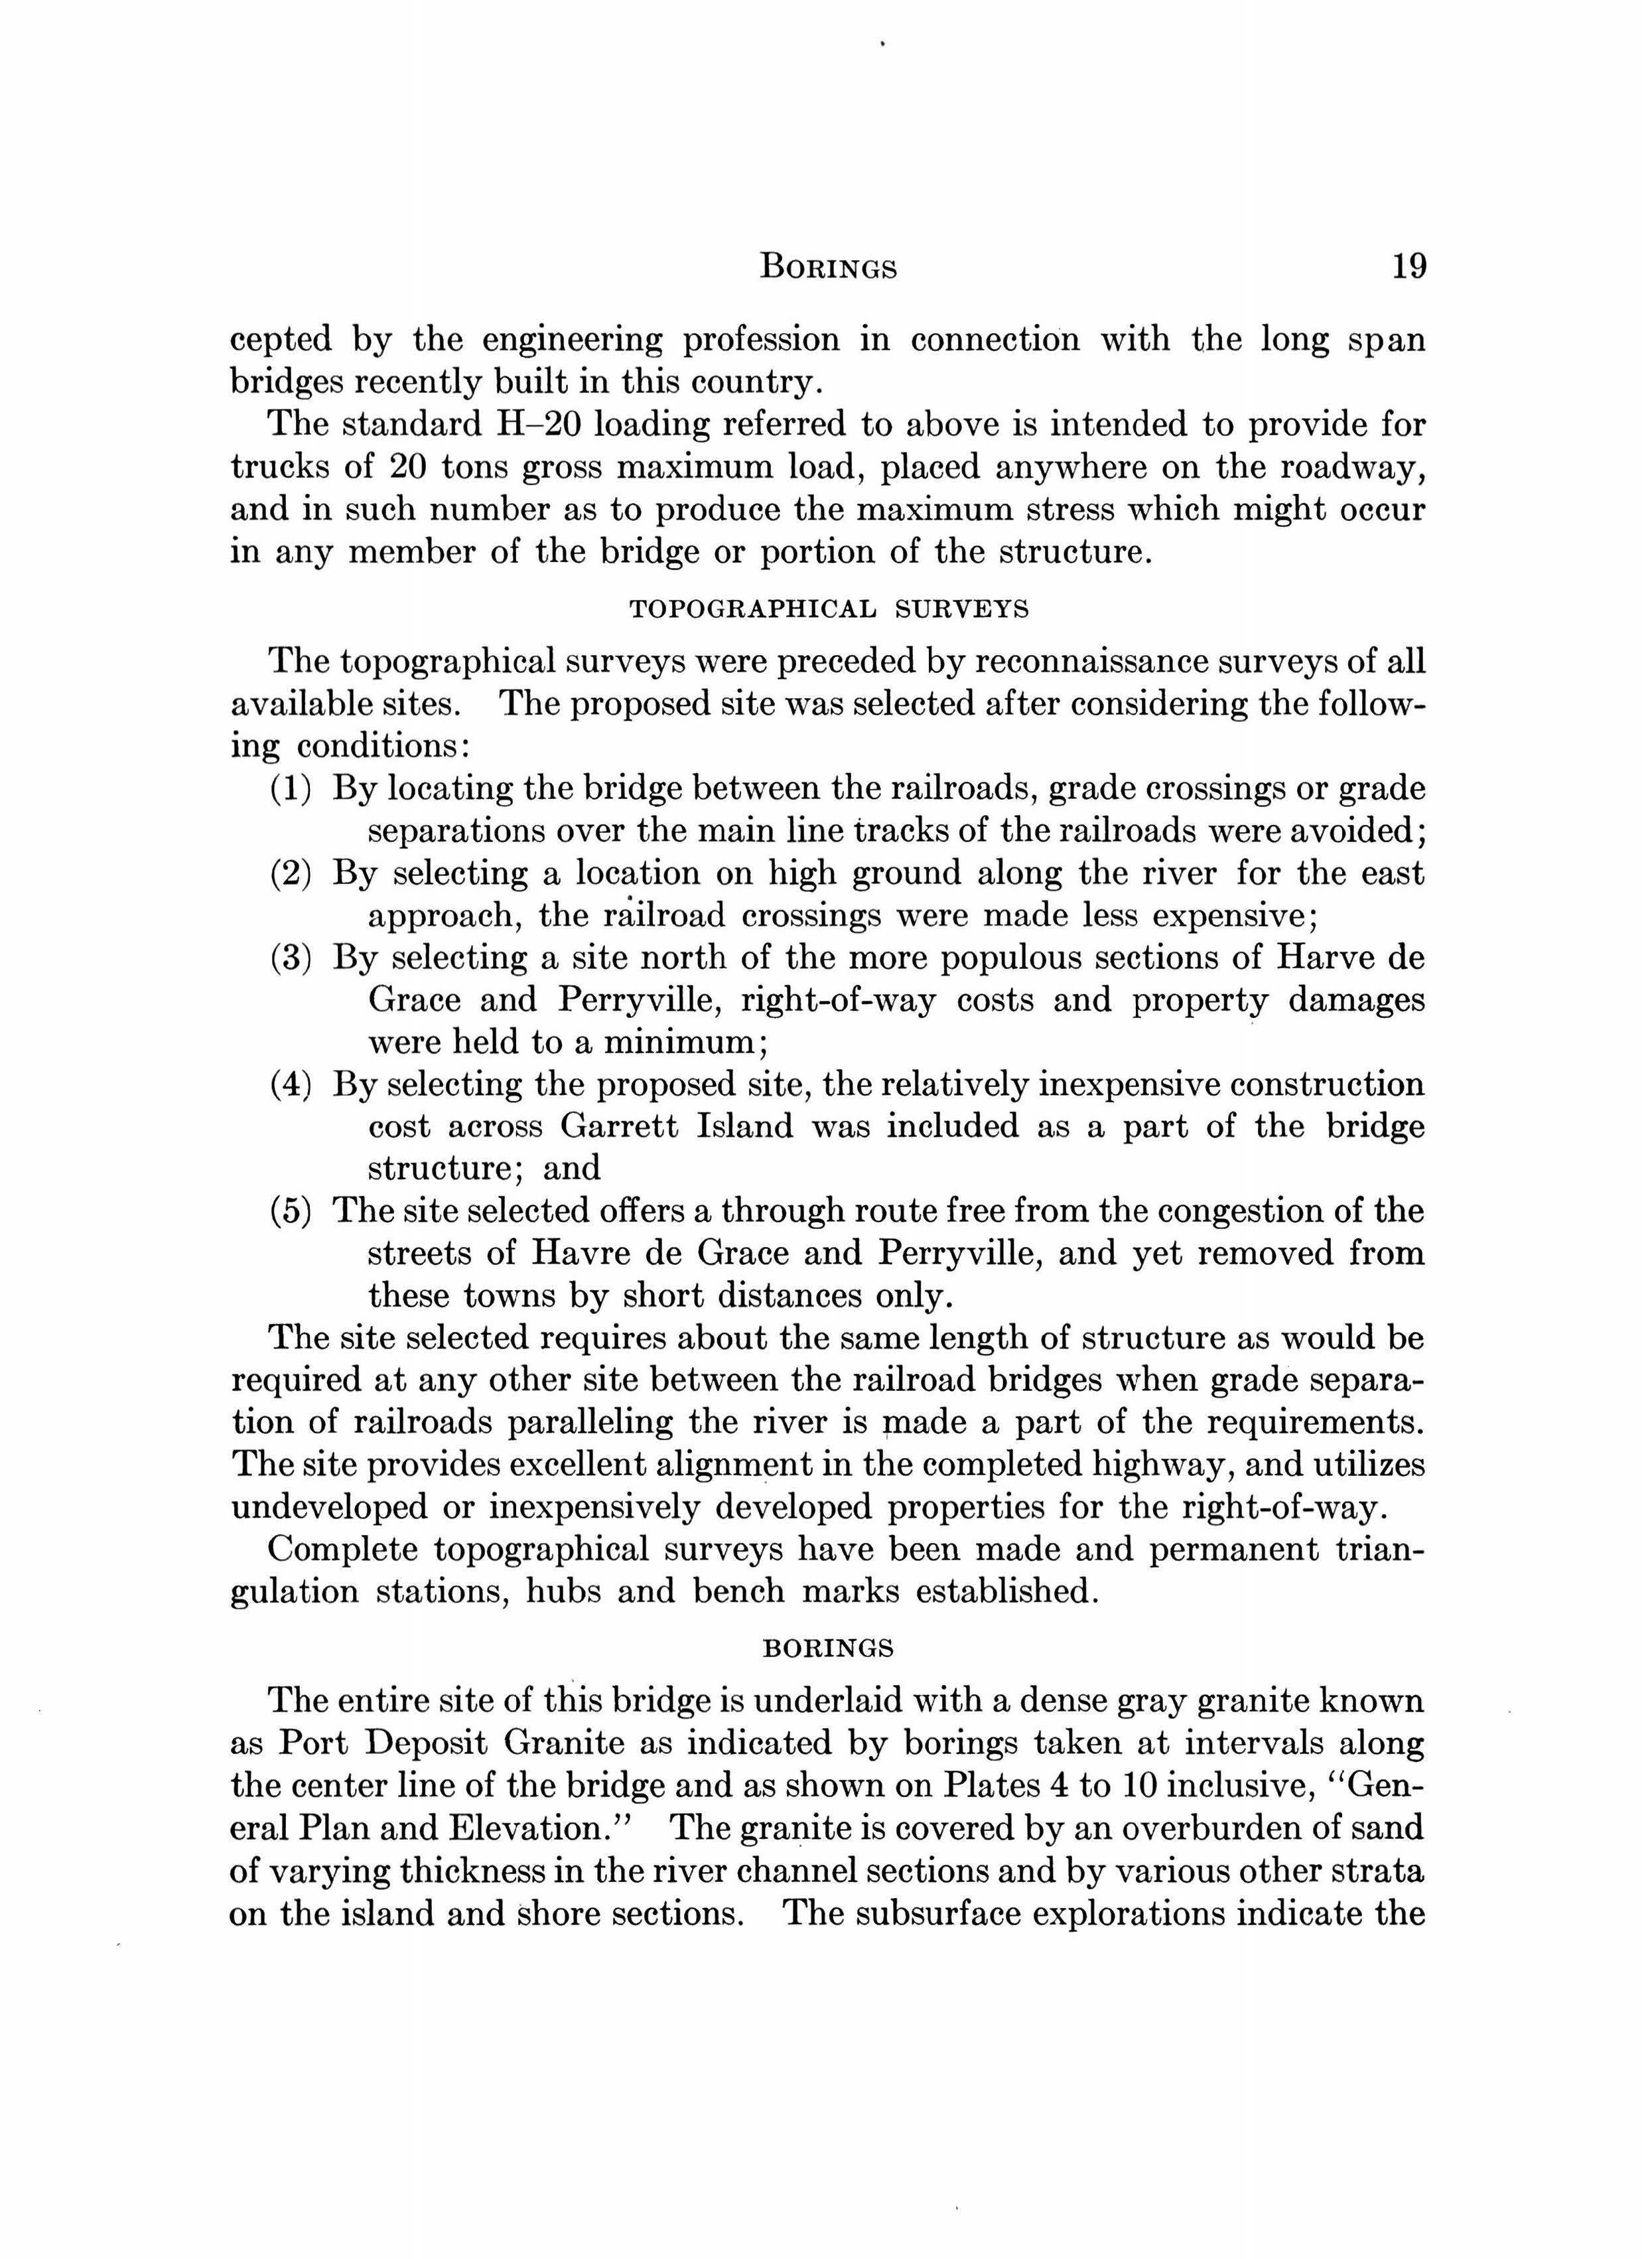 BORINGS 19
cepted by the engineering profession in connection with the long span
bridges recently built in this country.
The standard H–20 loading referred to above is intended to provide for
trucks of 20 tons gross maximum load, placed anywhere on the roadway,
and in such number as to produce the maximum stress which might occur
in any member of the bridge or portion of the structure.
TOPOGRAPHICAL SURVEYS
The topographical surveys were preceded by reconnaissance surveys of all
available sites. The proposed site was selected after considering the follow-
ing conditions:
(1) By locating the bridge between the railroads, grade crossings or grade
separations over the main line tracks of the railroads were avoided;
(2) By selecting a location on high ground along the river for the east
approach, the railroad crossings were made less expensive;
(3) By selecting a site north of the more populous sections of Harve de
Grace and Perryville, right-of-way costs and property damages
were held to a minimum;
(4) By selecting the proposed site, the relatively inexpensive construction
cost across Garrett Island was included as a part of the bridge
structure; and
(5) The site selected offers a through route free from the congestion of the
streets of Havre de Grace and Perryville, and yet removed from
these towns by short distances only.
The site selected requires about the same length of structure as would be
required at any other site between the railroad bridges when grade separa-
tion of railroads paralleling the river is made a part of the requirements.
The site provides excellent alignment in the completed highway, and utilizes
undeveloped or inexpensively developed properties for the right-of-way.
Complete topographical surveys have been made and permanent trian-
gulation stations, hubs and bench marks established.
BORINGS
The entire site of this bridge is underlaid with a dense gray granite known
as Port Deposit Granite as indicated by borings taken at intervals along
the center line of the bridge and as shown on Plates 4 to 10 inclusive, “Gen-
eral Plan and Elevation.” The granite is covered by an overburden of sand
of varying thickness in the river channel sections and by various other strata
on the island and shore sections. The subsurface explorations indicate the